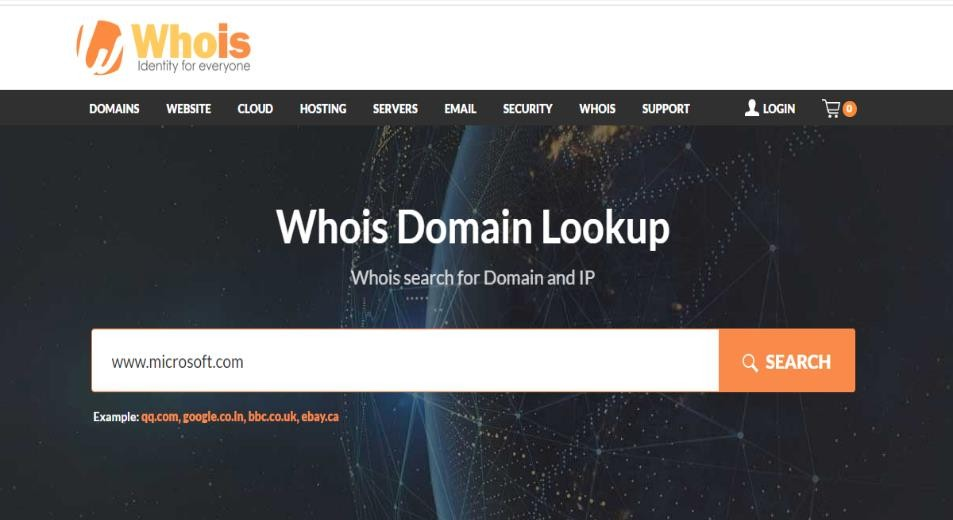 Whois
Identity for everyone
DOMAINS WEBSITE CLOUD HOSTING SERVERS EMAIL SECURITY WHOIS SUPPORT LOGIN 0
Whois Domain Lookup
Whois search for Domain and IP
www.microsoft.com SEARCH
Example: qq.com, google.co.in, bbc.co.uk, ebay.ca